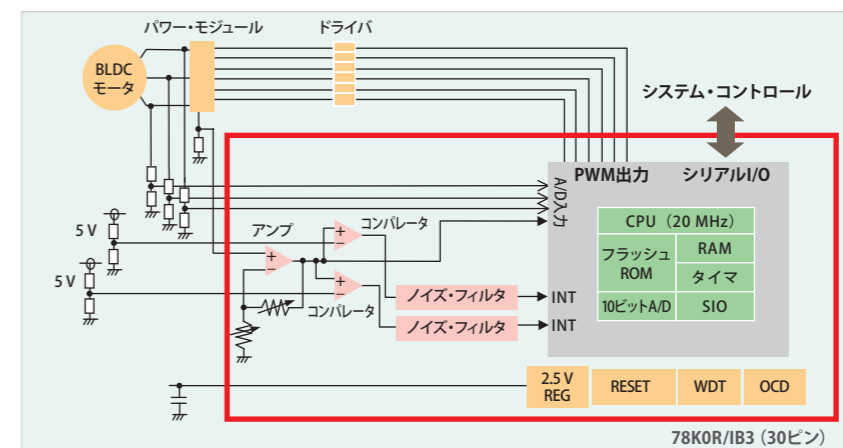 パワー・モジュール
ドライバ
BLDC
モータ
システム・コントロール
PWM出力
シリアルI/O
A/D入力
CPU（20 MHz）
フラッシュ
ROM
RAM
タイマ
10ビットA/D
SIO
5 V
5 V
アンプ
コンパレータ
+
−
+
−
+
−
コンパレータ
ノイズ・フィルタ
INT
ノイズ・フィルタ
INT
2.5 V
REG
RESET
WDT
OCD
78K0R/IB3（30ピン）